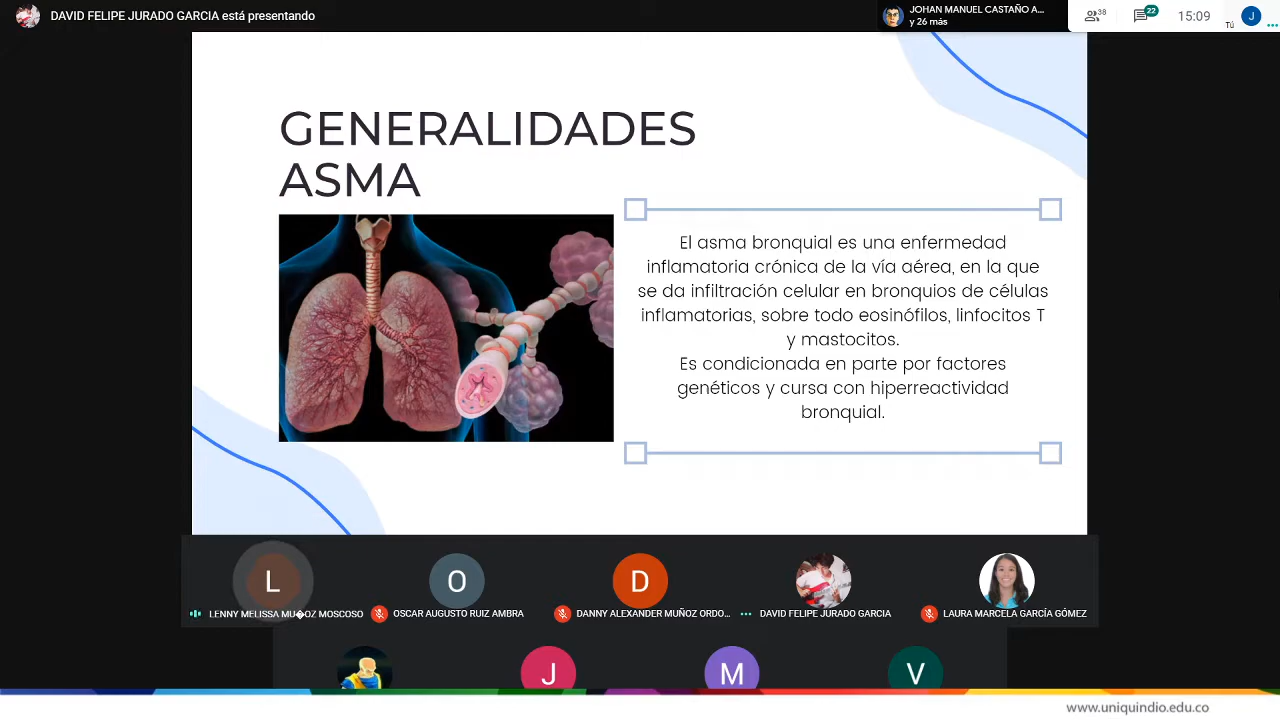 DAVID FELIPE JURADO GARCIA está presentando
JOHAN MANUEL CASTAÑO A...
y 26 más
38
22
15:09
Tú
J
GENERALIDADES
ASMA
El asma bronquial es una enfermedad
inflamatoria crónica de la vía aérea, en la que
se da infiltración celular en bronquios de células
inflamatorias, sobre todo eosinófilos, linfocitos T
y mastocitos.
Es condicionada en parte por factores
genéticos y cursa con hiperreactividad
bronquial.
L
O
D
LENNY MELISSA MU�OZ MOSCOSO
OSCAR AUGUSTO RUIZ AMBRA
DANNY ALEXANDER MUÑOZ ORDO...
DAVID FELIPE JURADO GARCIA
LAURA MARCELA GARCÍA GÓMEZ
J
M
V
www.uniquindio.edu.co